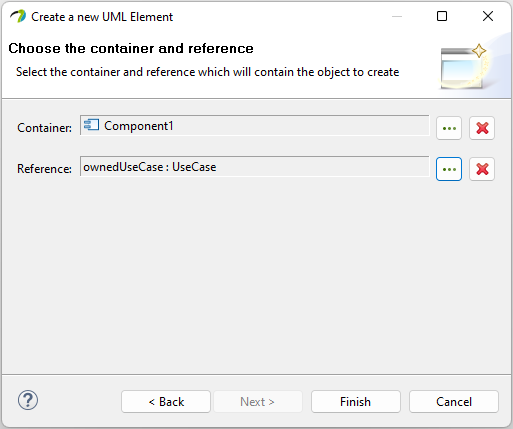 Create a new UML Element
Choose the container and reference
Select the container and reference which will contain the object to create
Container: Component1 ...
Reference: ownedUseCase : UseCase ...
? < Back Next > Finish Cancel